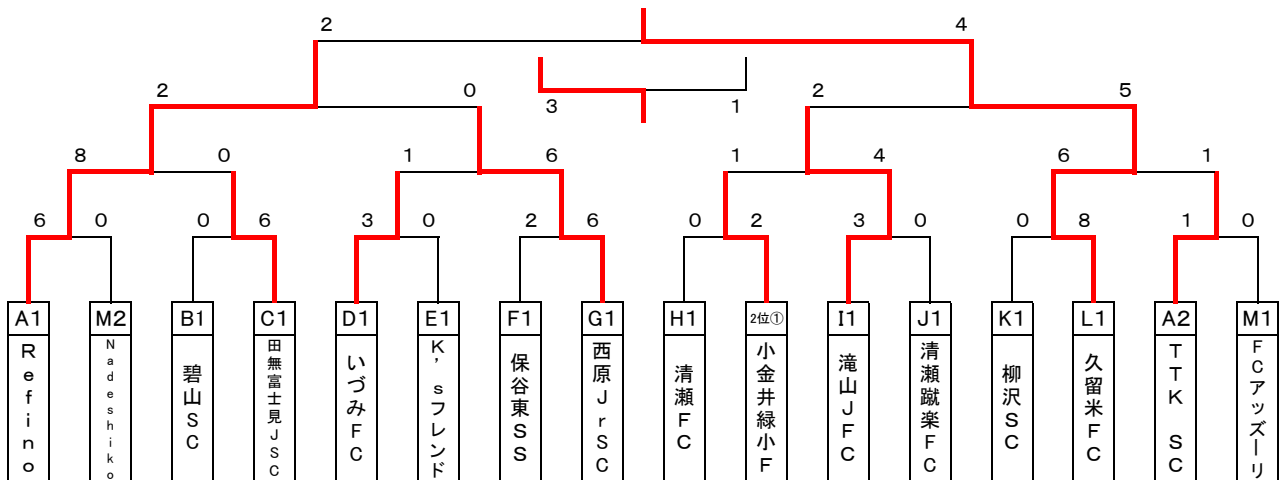 2 4
2 0 3 1 2 5
8 0 1 6 1 4 6 1
6 0 0 6 3 0 2 6 0 2 3 0 0 8 1 0
A1 M2 B1 C1 D1 E1 F1 G1 H1 2位① I1 J1 K1 L1 A2 M1
Refino
Nadeshiko
碧山SC
田無富士見JSC
いづみFC
K’sフレンド
保谷東SS
西原JrSC
清瀬FC
小金井緑小F
滝山JFC
清瀬蹴楽FC
柳沢SC
久留米FC
TTK SC
FCアッズーリ